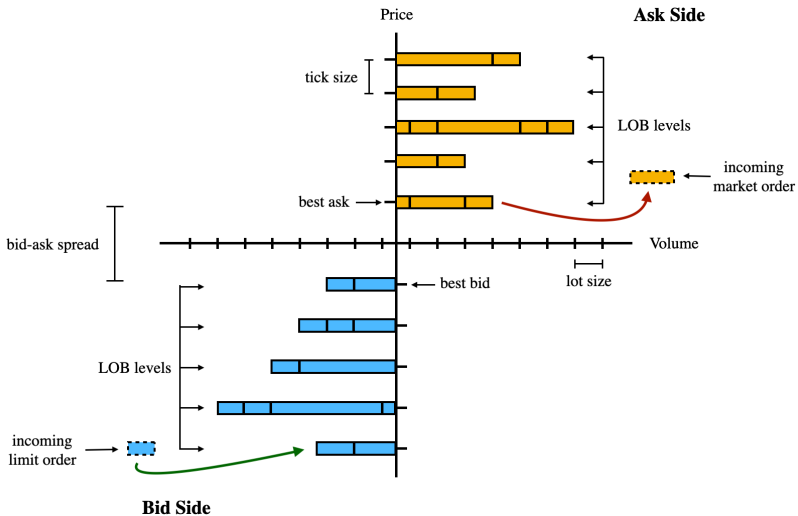 Price
Ask Side
tick size
LOB levels
incoming
market order
best ask
bid-ask spread
Volume
lot size
best bid
LOB levels
incoming
limit order
Bid Side